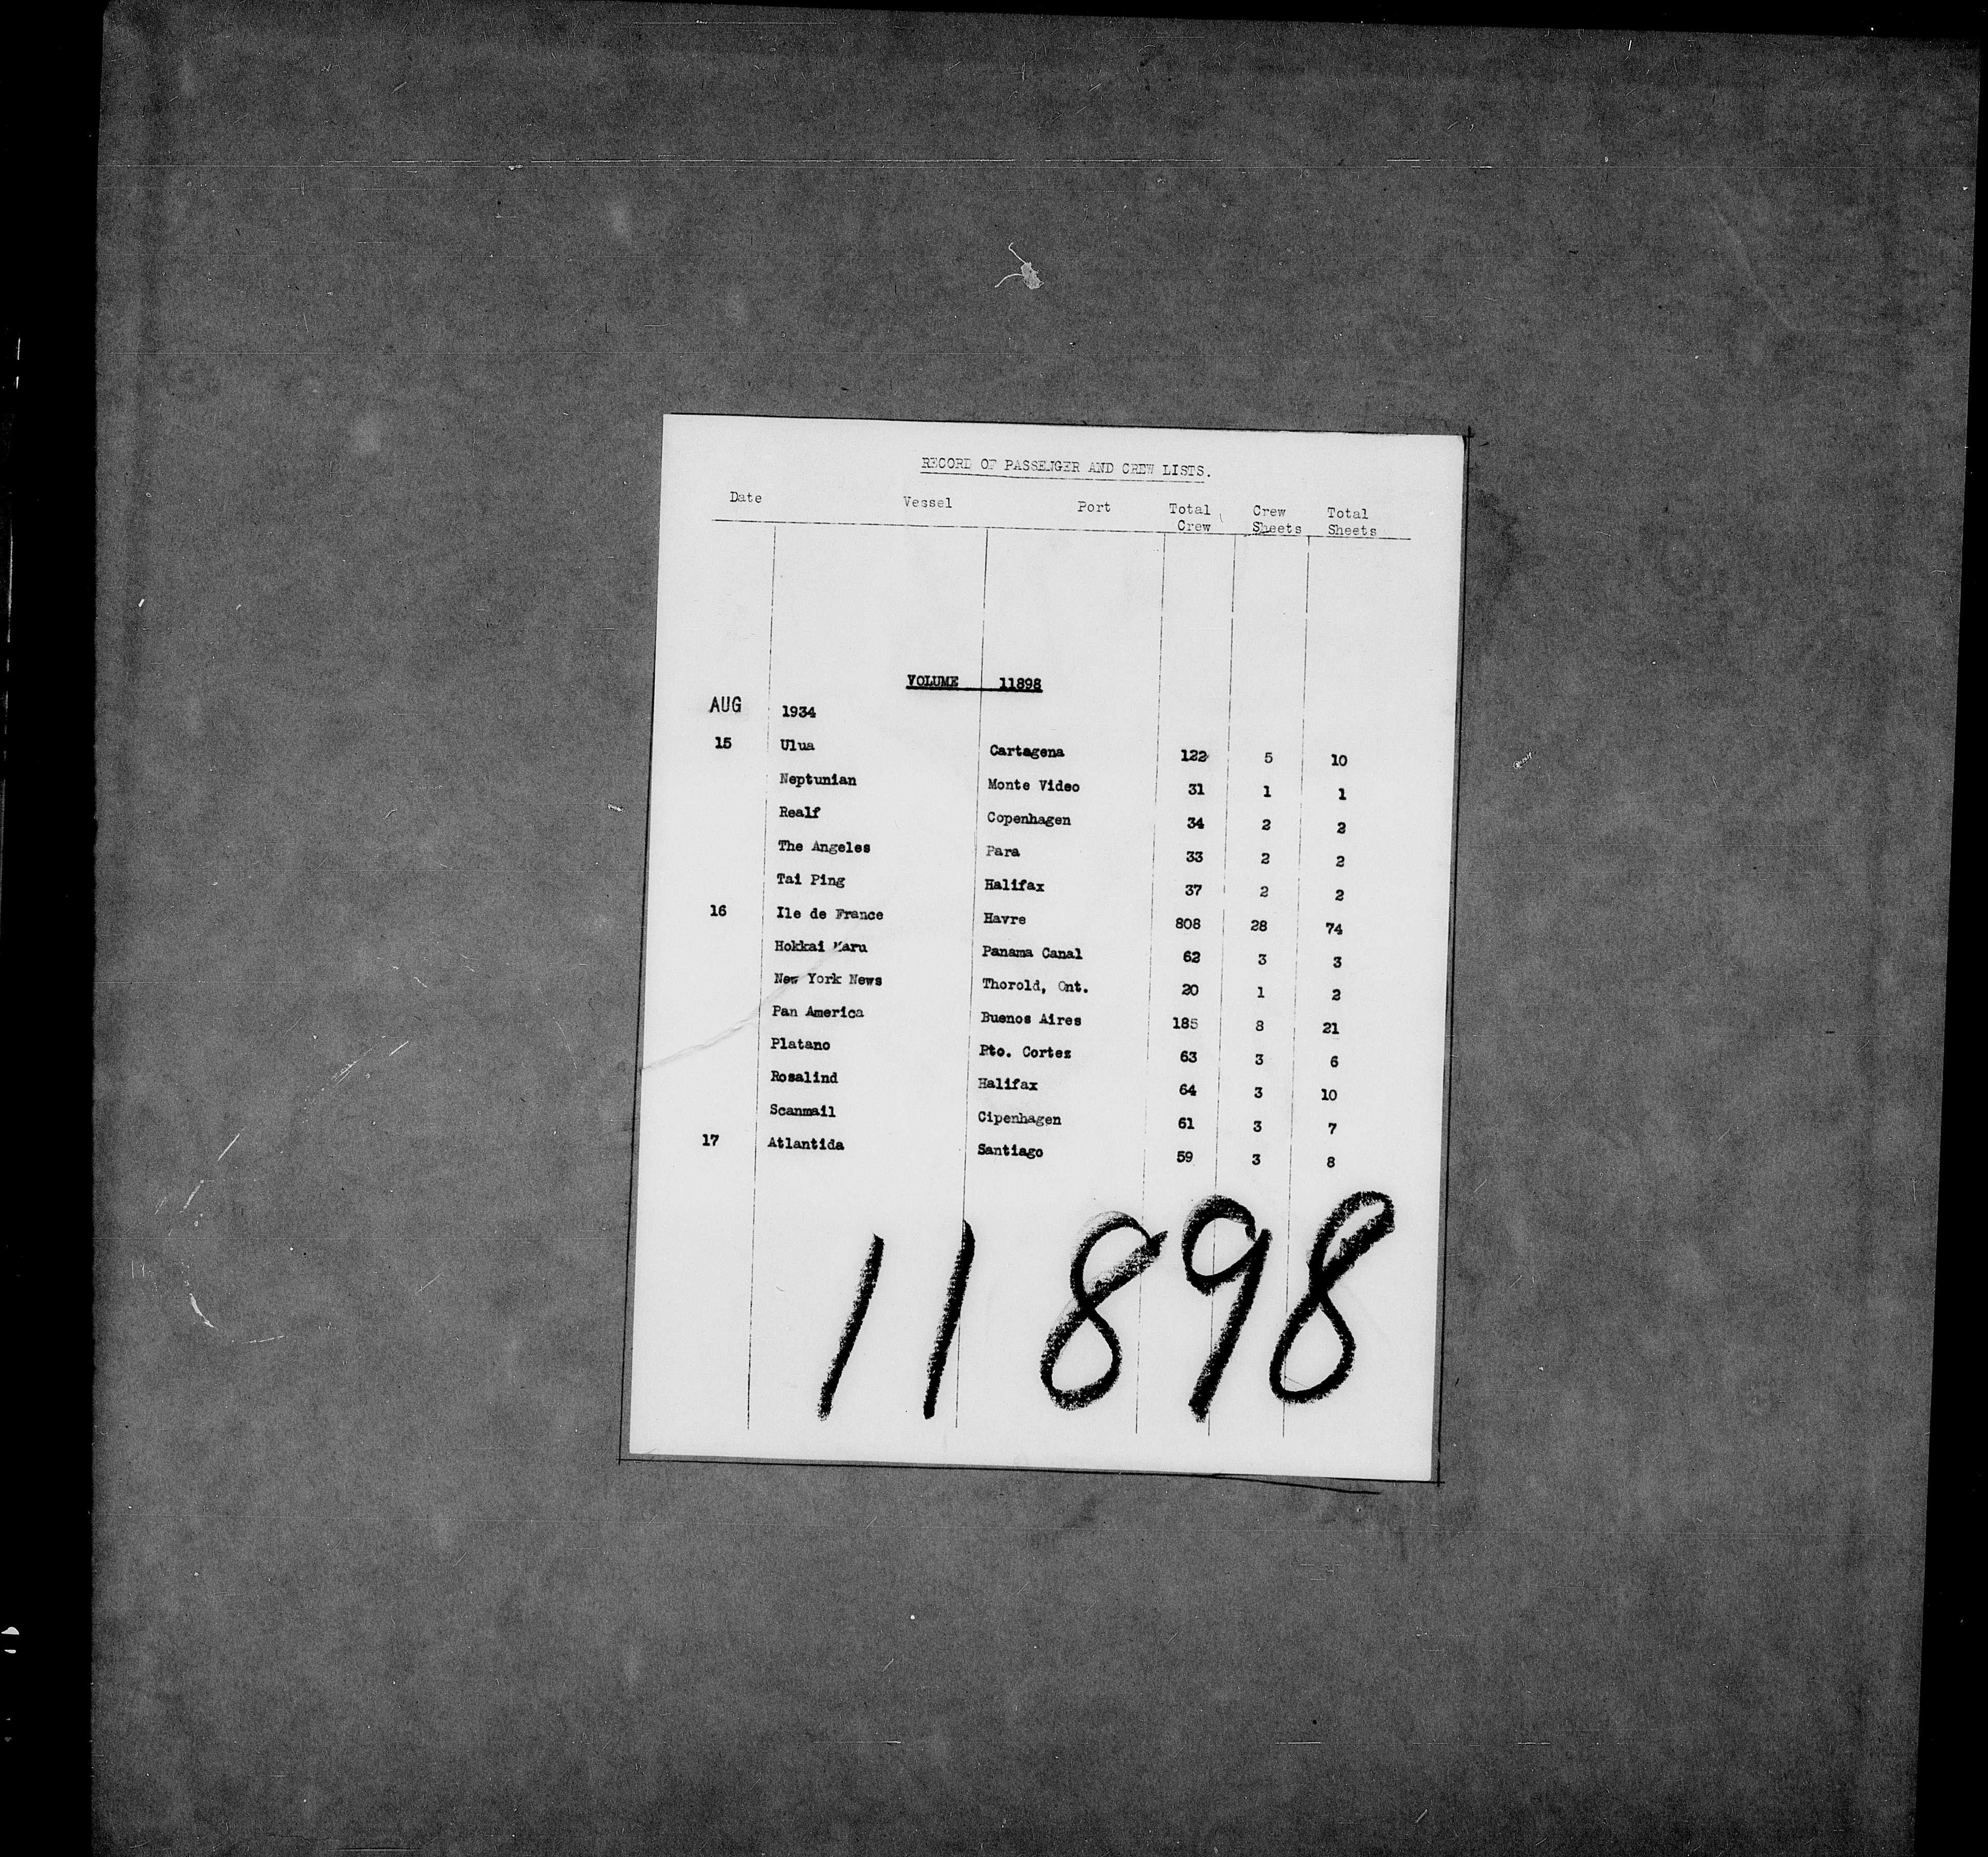 RECORD OF PASSENGER AND CREW LISTS.
Date Vessel Port Total Crew Crew Sheets Total Sheets
VOLUME 11898
AUG 1934
15 Ulua Cartagena 122 5 10
Neptunian Monte Video 31 1 1
Realf Copenhagen 34 2 2
The Angeles Para 33 2 2
Tai Ping Halifax 37 2 2
16 Ile de France Havre 808 28 74
Hokkai Maru Panama Canal 62 3 3
New York News Thorold, Ont. 20 1 2
Pan America Buenos Aires 185 8 21
Platano Pto. Cortez 63 3 6
Rosalind Halifax 64 3 10
Scanmail Cipenhagen 61 3 7
17 Atlantida Santiago 59 3 8
11898